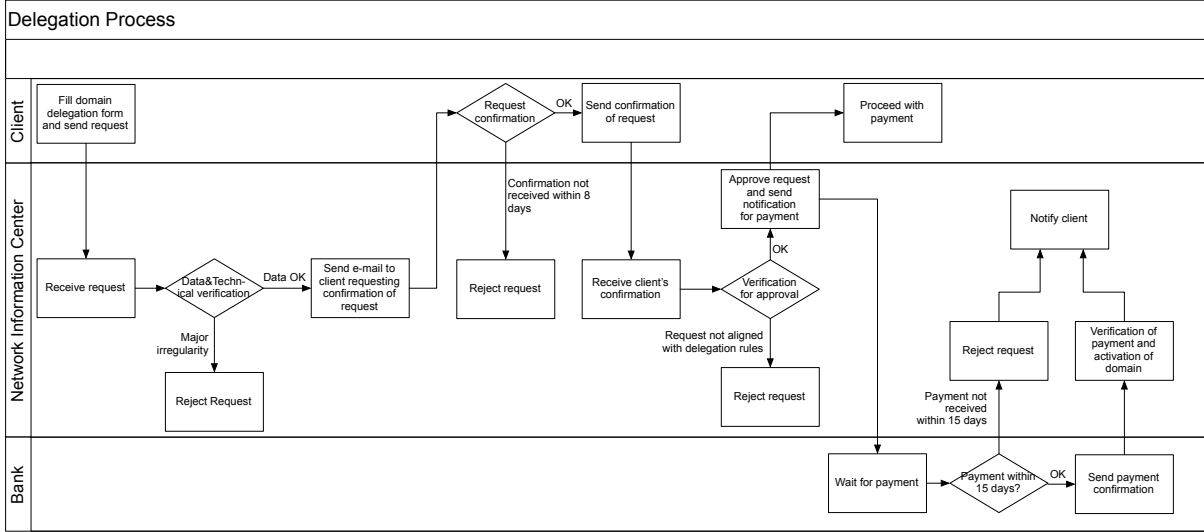 Delegation Process
Client
Fill domain
delegation form
and send request
Request
confirmation
OK
Send confirmation
of request
Proceed with
payment
Network Information Center
Confirmation not
received within 8
days
Approve request
and send
notification
for payment
Notify client
OK
Receive request
Data&Techn-
ical verification
Data OK
Send e-mail to
client requesting
confirmation of
request
Reject request
Receive client's
confirmation
Verification
for approval
Major
irregularity
Request not aligned
with delegation rules
Reject request
Verification of
payment and
activation of
domain
Reject Request
Reject request
Payment not
received
within 15 days
Bank
Wait for payment
Payment within
15 days?
OK
Send payment
confirmation